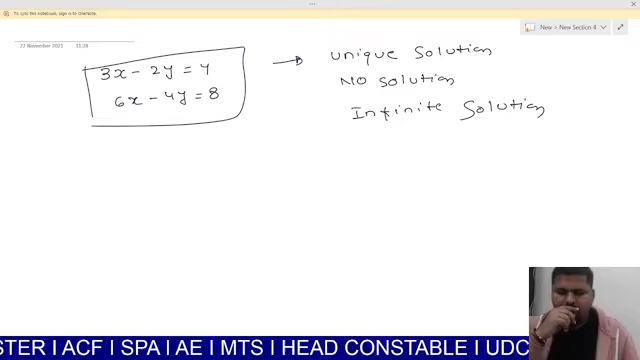 To sync this notebook, sign in to OneNote.
New > New Section 4
22 November 2021 11:28
3x - 2y = 4
6x - 4y = 8
→ Unique Solution
No Solution
Infinite Solution
STER I ACF I SPA I AE I MTS I HEAD CONSTABLE I UDC